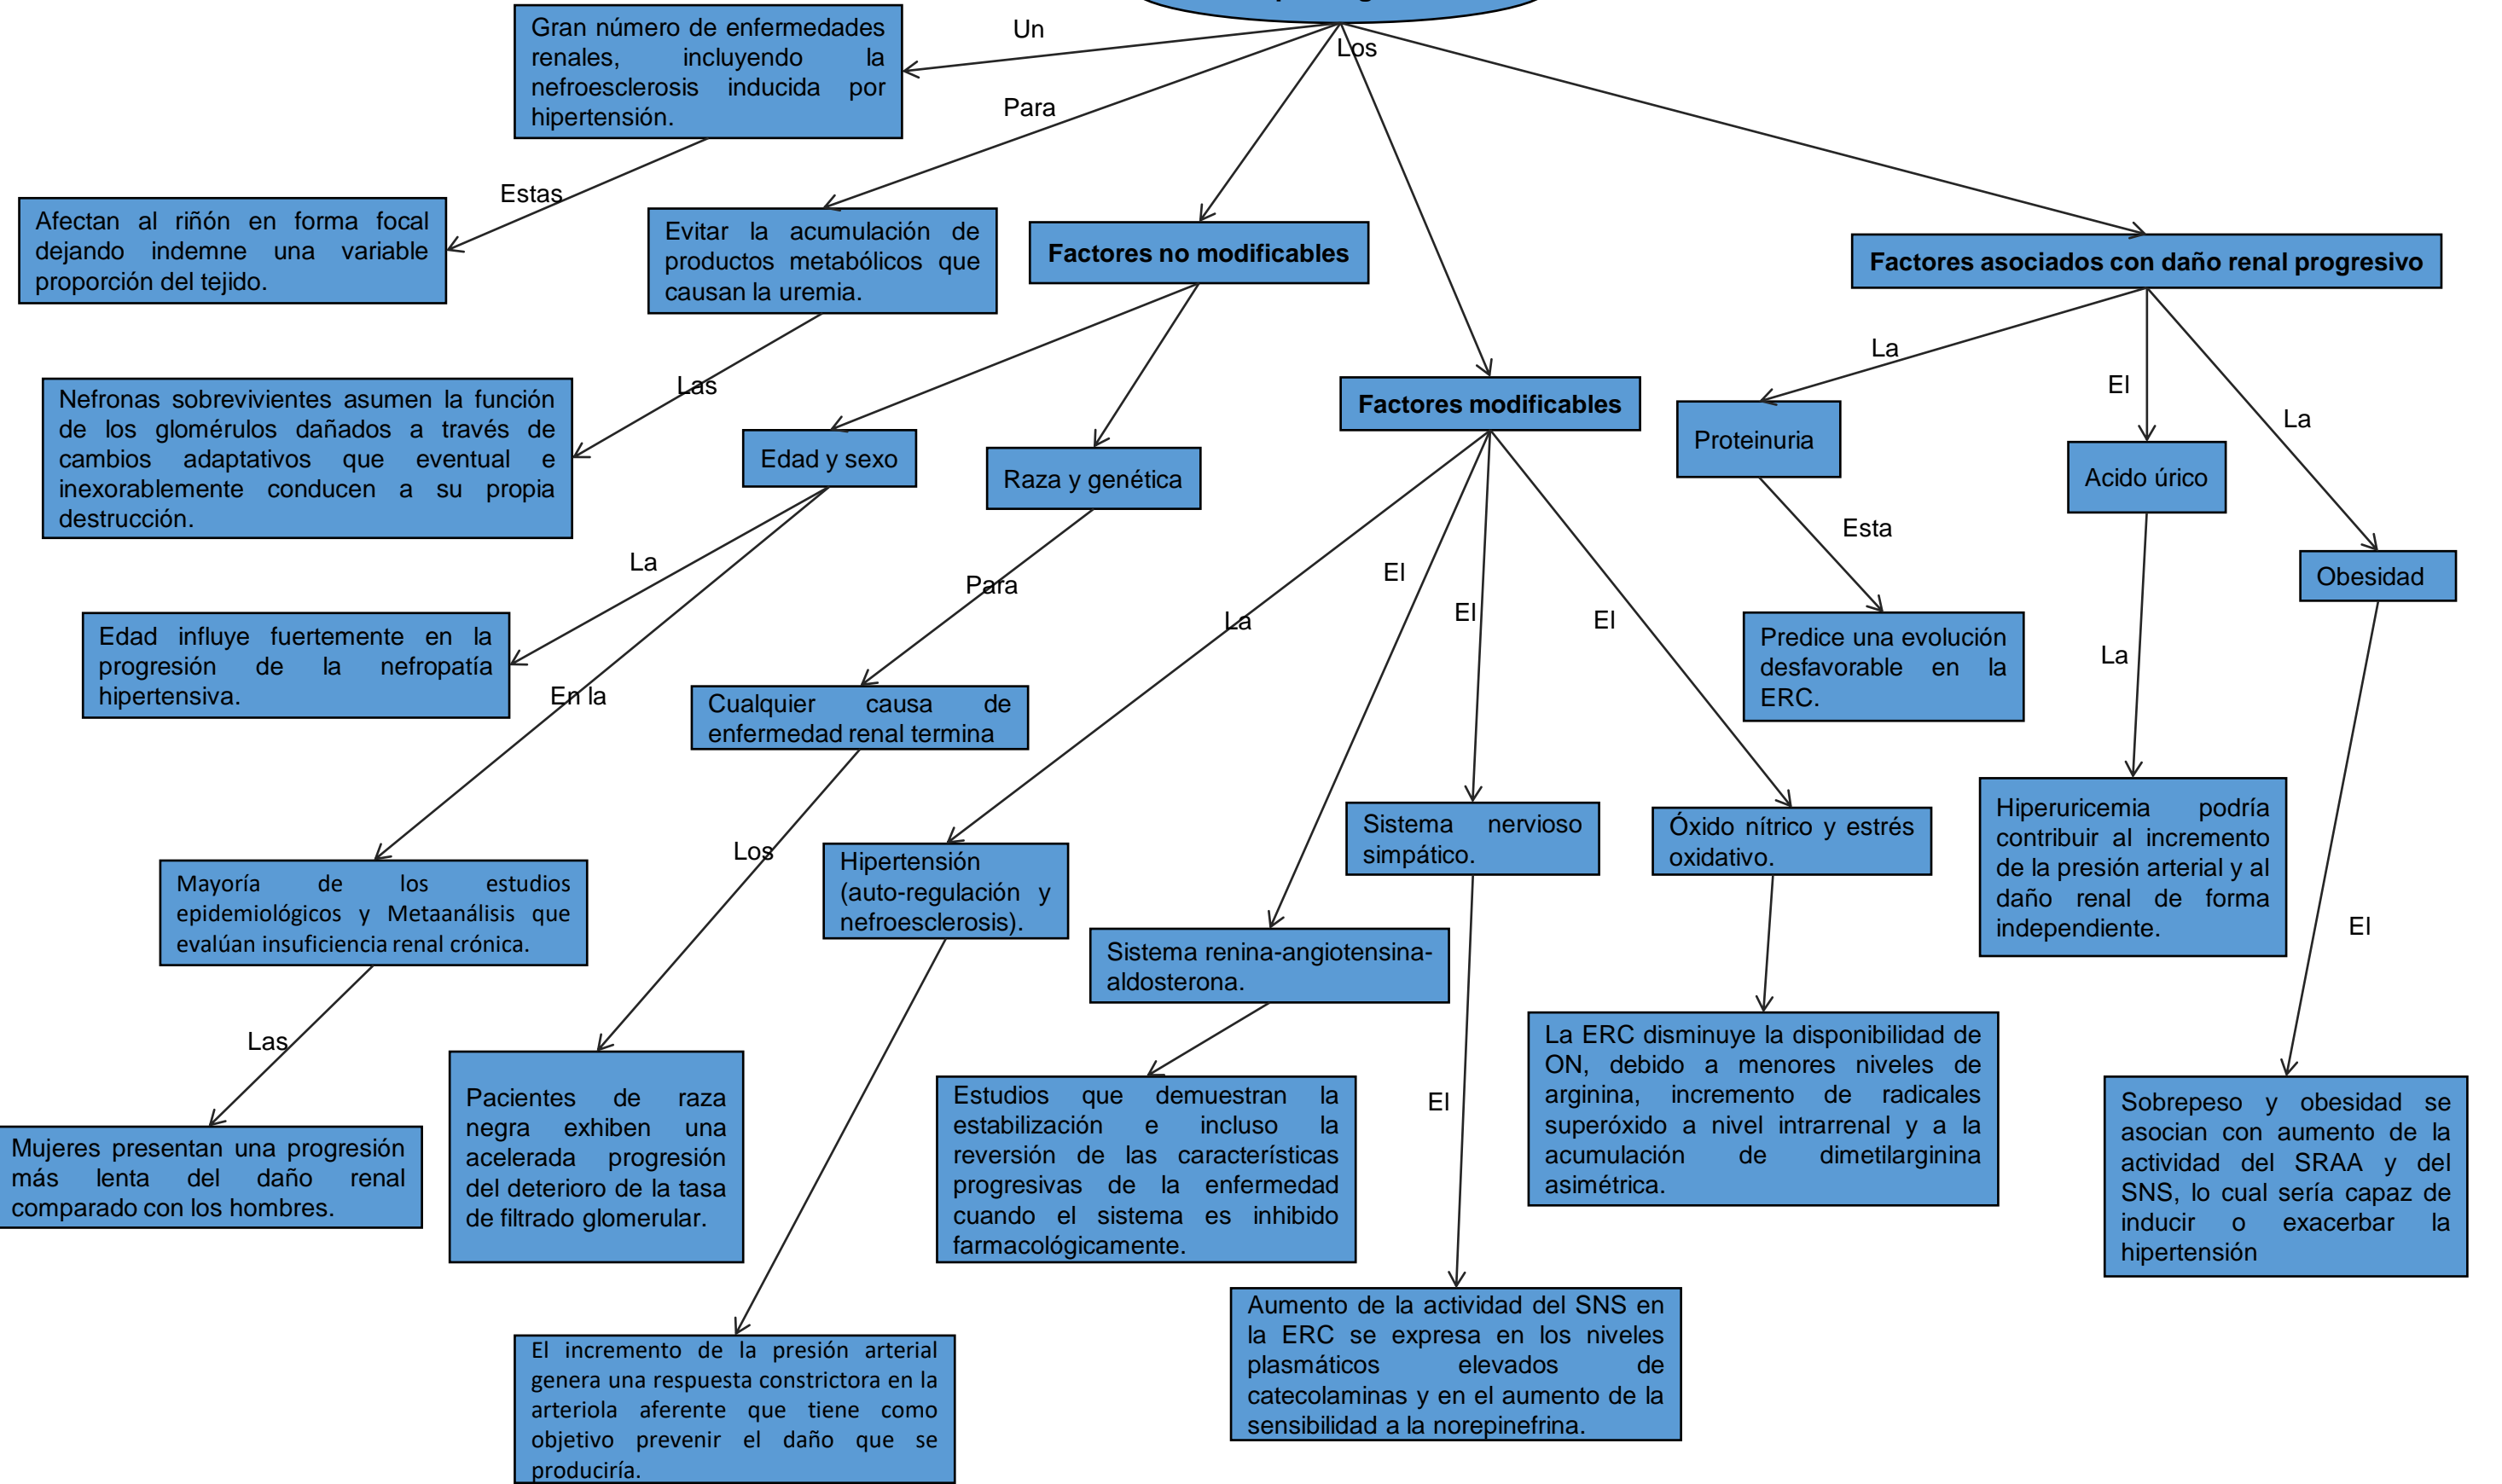 Un
Los
Gran número de enfermedades
renales, incluyendo la
nefroesclerosis inducida por
hipertensión.
Para
Estas
Afectan al riñón en forma focal
dejando indemne una variable
proporción del tejido.
Evitar la acumulación de
productos metabólicos que
causan la uremia.
Factores no modificables
Factores asociados con daño renal progresivo
Las
Nefronas sobrevivientes asumen la función
de los glomérulos dañados a través de
cambios adaptativos que eventual e
inexorablemente conducen a su propia
destrucción.
Factores modificables
La
El
La
Edad y sexo
Raza y genética
Proteinuria
Acido úrico
Obesidad
La
Para
Esta
Edad influye fuertemente en la
progresión de la nefropatía
hipertensiva.
En la
La
El
El
El
Predice una evolución
desfavorable en la
ERC.
La
Cualquier causa de
enfermedad renal termina
Los
Mayoría de los estudios
epidemiológicos y Metaanálisis que
evalúan insuficiencia renal crónica.
Hipertensión
(auto-regulación y
nefroesclerosis).
Sistema renina-angiotensina-
aldosterona.
Sistema nervioso
simpático.
Óxido nítrico y estrés
oxidativo.
Hiperuricemia podría
contribuir al incremento
de la presión arterial y al
daño renal de forma
independiente.
El
Las
Mujeres presentan una progresión
más lenta del daño renal
comparado con los hombres.
Pacientes de raza
negra exhiben una
acelerada progresión
del deterioro de la tasa
de filtrado glomerular.
Estudios que demuestran la
estabilización e incluso la
reversión de las características
progresivas de la enfermedad
cuando el sistema es inhibido
farmacológicamente.
El
La ERC disminuye la disponibilidad de
ON, debido a menores niveles de
arginina, incremento de radicales
superóxido a nivel intrarrenal y a la
acumulación de dimetilarginina
asimétrica.
Sobrepeso y obesidad se
asocian con aumento de la
actividad del SRAA y del
SNS, lo cual sería capaz de
inducir o exacerbar la
hipertensión
El incremento de la presión arterial
genera una respuesta constrictora en la
arteriola aferente que tiene como
objetivo prevenir el daño que se
produciría.
Aumento de la actividad del SNS en
la ERC se expresa en los niveles
plasmáticos elevados de
catecolaminas y en el aumento de la
sensibilidad a la norepinefrina.